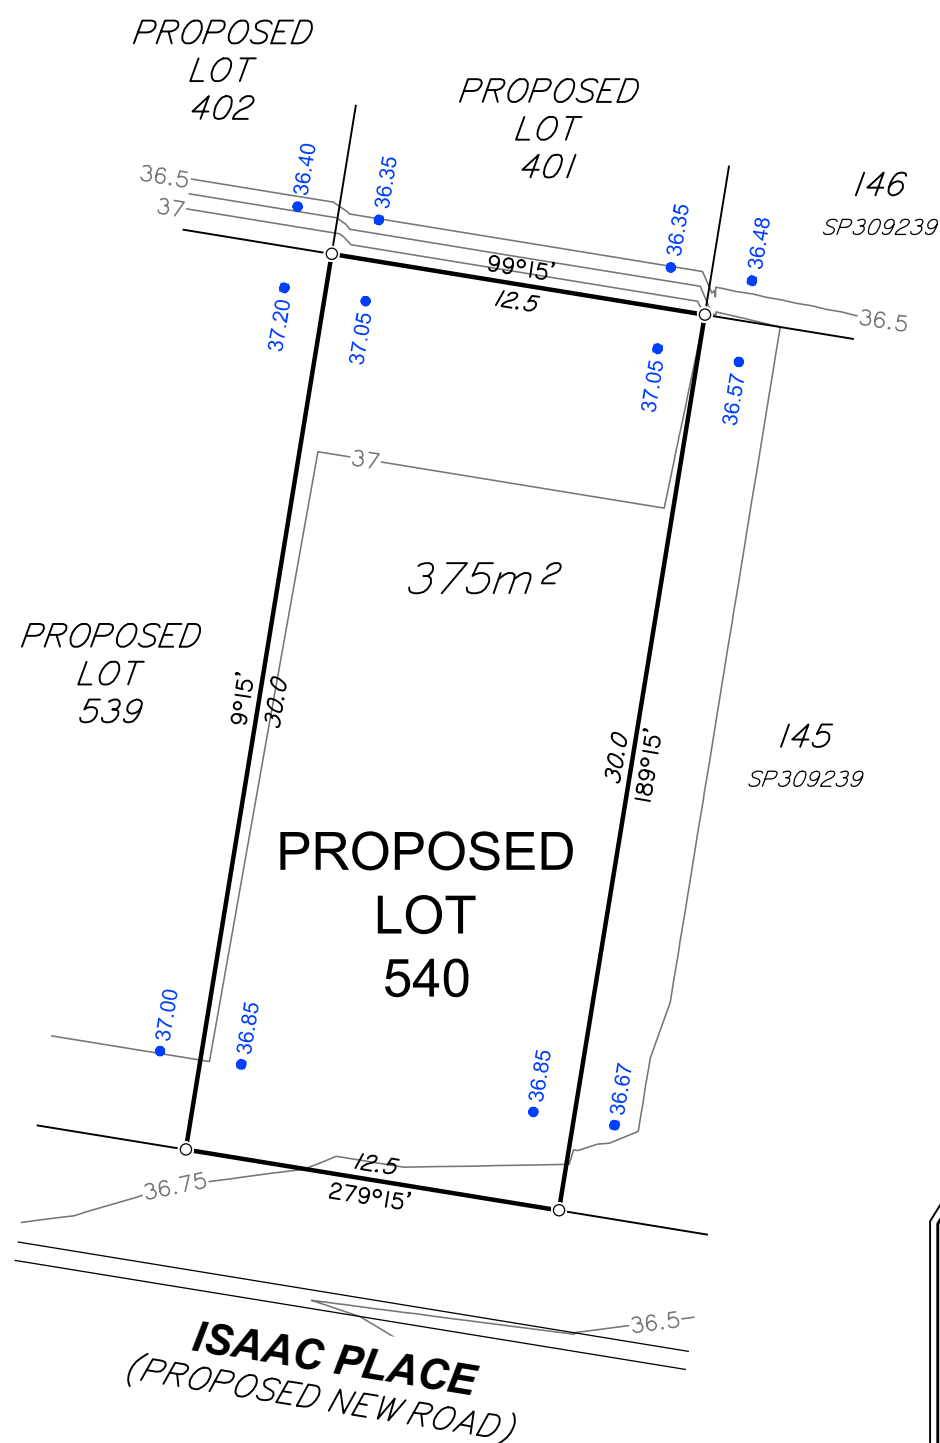 PROPOSED
LOT
402
PROPOSED
LOT
401
146
SP309239
36.5
37
36.40
36.35
36.35
36.48
99°15'
12.5
36.5
37.20
37.05
37.05
36.57
37
375m²
PROPOSED
LOT
539
9°15'
30.0
30.0
189°15'
145
SP309239
PROPOSED
LOT
540
37.00
36.85
36.85
36.67
12.5
279°15'
36.75
36.5
ISAAC PLACE
(PROPOSED NEW ROAD)